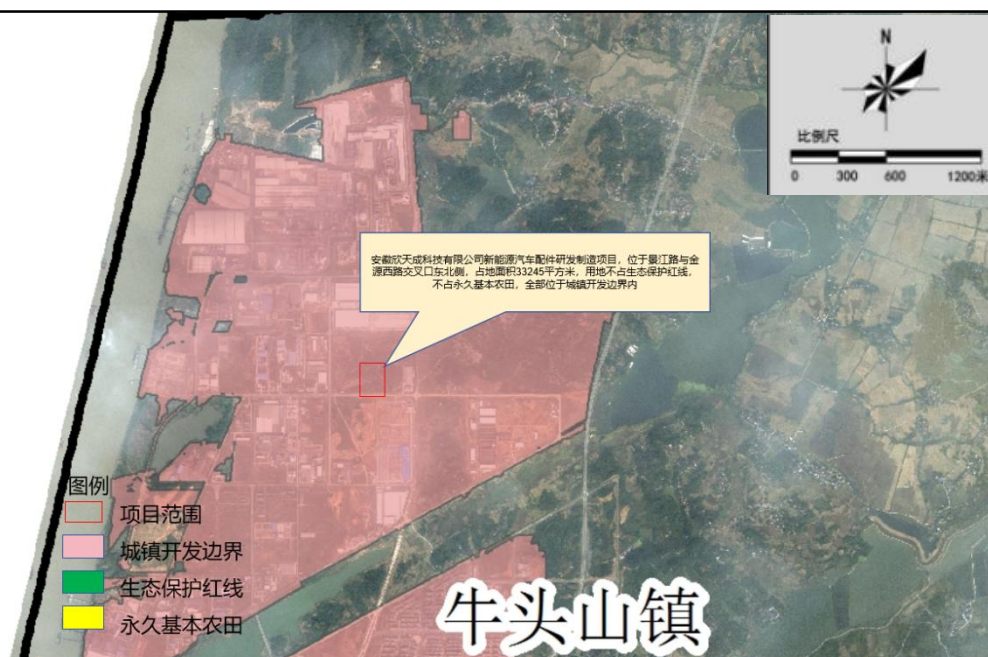 N
比例尺
0 300 600 1200米
安徽欣天成科技有限公司新能源汽车配件研发制造项目，位于景江路与金
源西路交叉口东北侧，占地面积33245平方米，用地不占生态保护红线，
不占永久基本农田，全部位于城镇开发边界内
图例
项目范围
城镇开发边界
生态保护红线
永久基本农田
牛头山镇